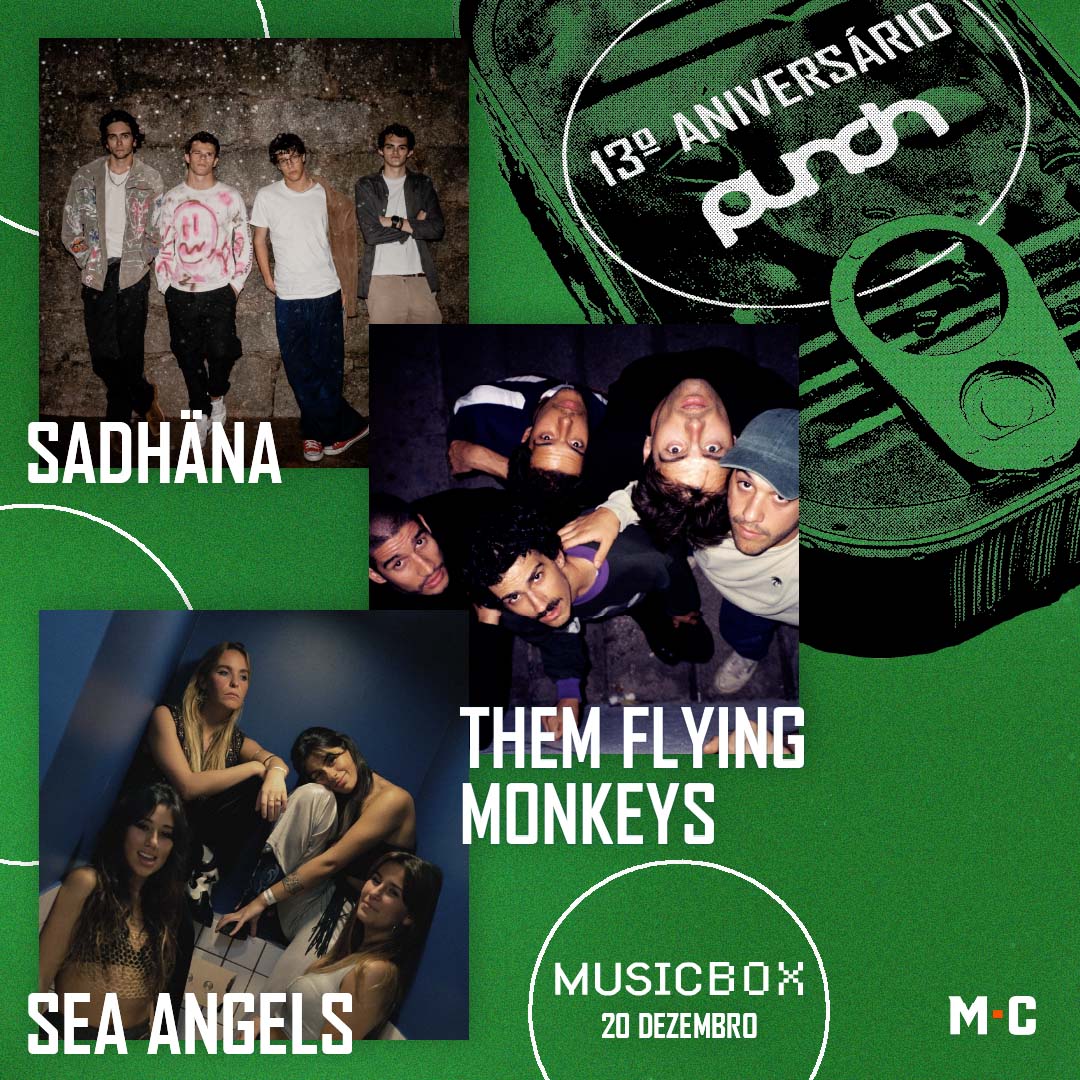 13º ANIVERSÁRIO
punch
SADHÄNA
THEM FLYING
MONKEYS
SEA ANGELS
MUSICBOX
20 DEZEMBRO
M·C